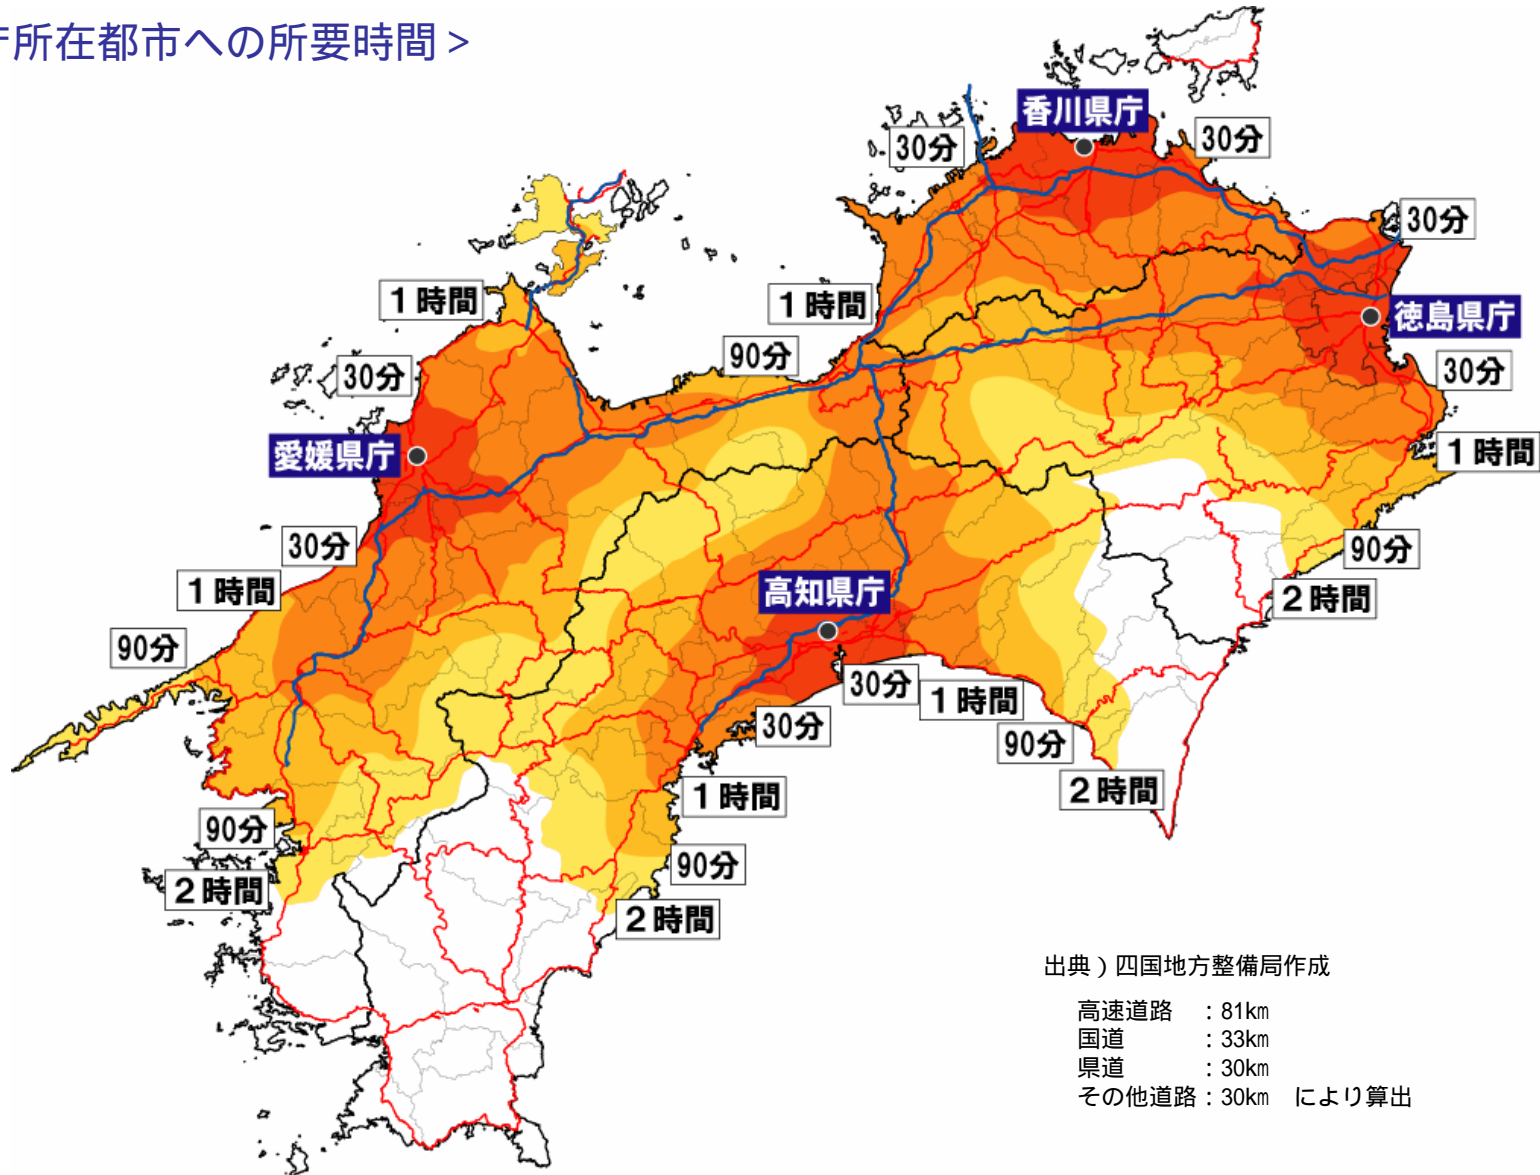 所在都市への所要時間>
香川県庁
30分
30分
30分
1時間
1時間
徳島県庁
90分
30分
30分
愛媛県庁
1時間
30分
90分
1時間
高知県庁
2時間
90分
30分
1時間
30分
90分
1時間
2時間
90分
90分
2時間
2時間
出典)四国地方整備局作成
高速道路 :81km
国道 :33km
県道 :30km
その他道路:30km により算出